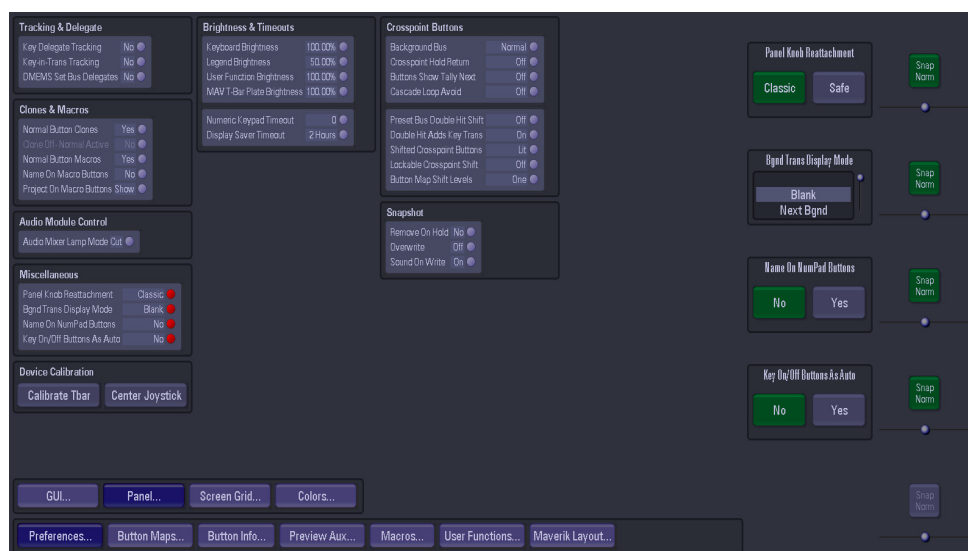 Tracking & Delegate
Key Delegate Tracking No
Key-in-Trans Tracking No
DMEMS Set Bus Delegates No
Clones & Macros
Normal Button Clones Yes
Clone Off - Normal Active No
Normal Button Macros Yes
Name On Macro Buttons No
Project On Macro Buttons Show
Audio Module Control
Audio Mixer Lamp Mode Cut
Miscellaneous
Panel Knob Reattachment Classic
Bgnd Trans Display Mode Blank
Name On NumPad Buttons No
Key On/Off Buttons As Auto No
Device Calibration
Calibrate Tbar Center Joystick
Brightness & Timeouts
Keyboard Brightness 100.00%
Legend Brightness 50.00%
User Function Brightness 100.00%
MAV T-Bar Plate Brightness 100.00%
Numeric Keypad Timeout 0
Display Saver Timeout 2 Hours
Crosspoint Buttons
Background Bus Normal
Crosspoint Hold Return Off
Buttons Show Tally Next Off
Cascade Loop Avoid Off
Preset Bus Double Hit Shift Off
Double Hit Adds Key Trans On
Shifted Crosspoint Buttons Lit
Lockable Crosspoint Shift Off
Button Map Shift Levels One
Snapshot
Remove On Hold No
Overwrite Off
Sound On Write On
Panel Knob Reattachment
Classic Safe
Snap
Norm
Bgnd Trans Display Mode
Blank
Next Bgnd
Snap
Norm
Name On NumPad Buttons
No Yes
Snap
Norm
Key On/Off Buttons As Auto
No Yes
Snap
Norm
GUI... Panel... Screen Grid... Colors...
Snap
Norm
Preferences... Button Maps... Button Info... Preview Aux... Macros... User Functions... Maverik Layout...